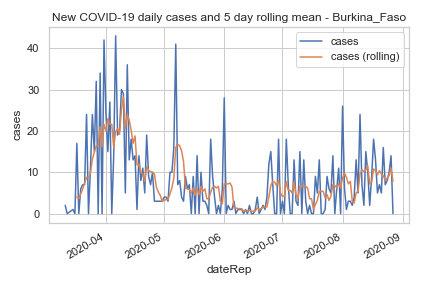 New COVID-19 daily cases and 5 day rolling mean - Burkina_Faso
cases
cases (rolling)
40
30
20
10
0
cases
2020-04
2020-05
2020-06
2020-07
2020-08
2020-09
dateRep